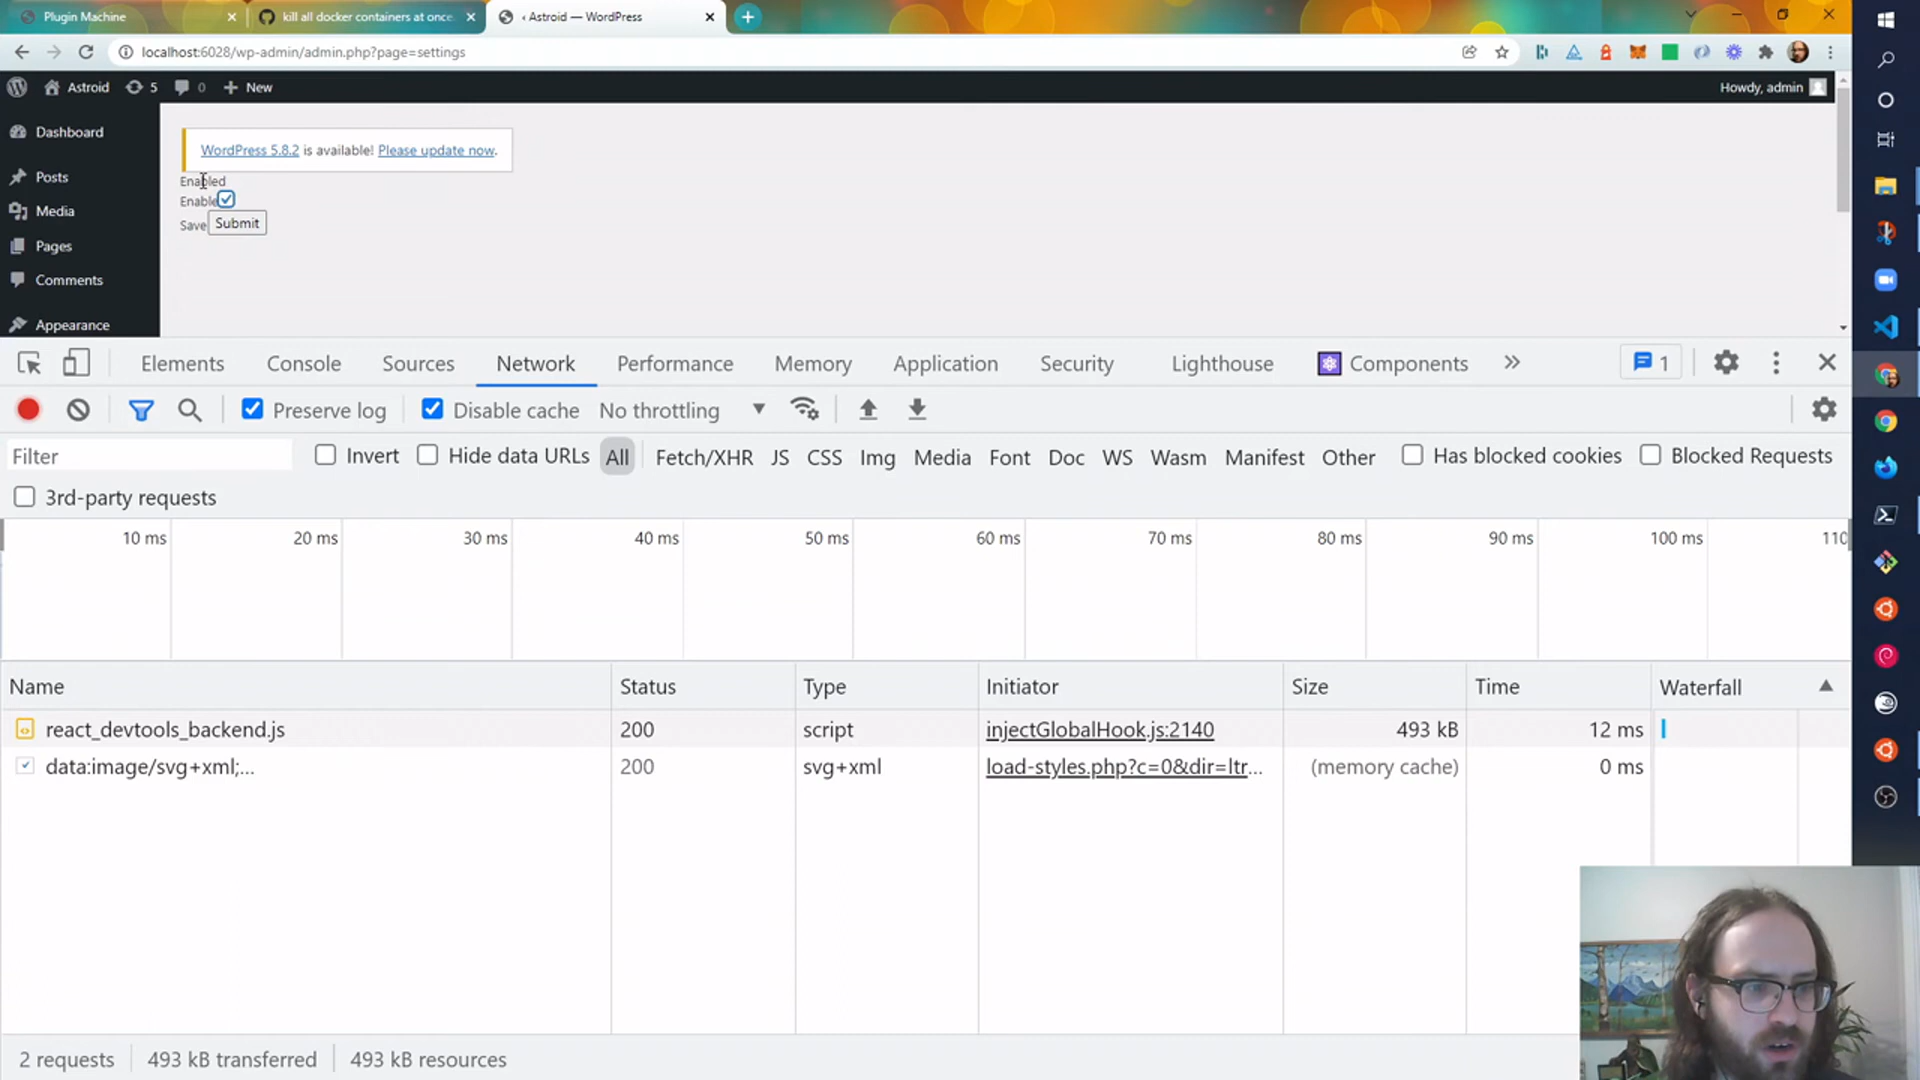 Plugin Machine
kill all docker containers at once
‹ Astroid — WordPress
localhost:6028/wp-admin/admin.php?page=settings
Astroid
5
0
New
Howdy, admin
Dashboard
Posts
Media
Pages
Comments
Appearance
WordPress 5.8.2 is available! Please update now.
Enabled
Enable
Save
Submit
Elements
Console
Sources
Network
Performance
Memory
Application
Security
Lighthouse
Components
1
Preserve log
Disable cache
No throttling
Filter
Invert
Hide data URLs
All
Fetch/XHR
JS
CSS
Img
Media
Font
Doc
WS
Wasm
Manifest
Other
Has blocked cookies
Blocked Requests
3rd-party requests
10 ms
20 ms
30 ms
40 ms
50 ms
60 ms
70 ms
80 ms
90 ms
100 ms
110
Name
Status
Type
Initiator
Size
Time
Waterfall
react_devtools_backend.js
200
script
injectGlobalHook.js:2140
493 kB
12 ms
data:image/svg+xml;...
200
svg+xml
load-styles.php?c=0&dir=ltr...
(memory cache)
0 ms
2 requests
493 kB transferred
493 kB resources